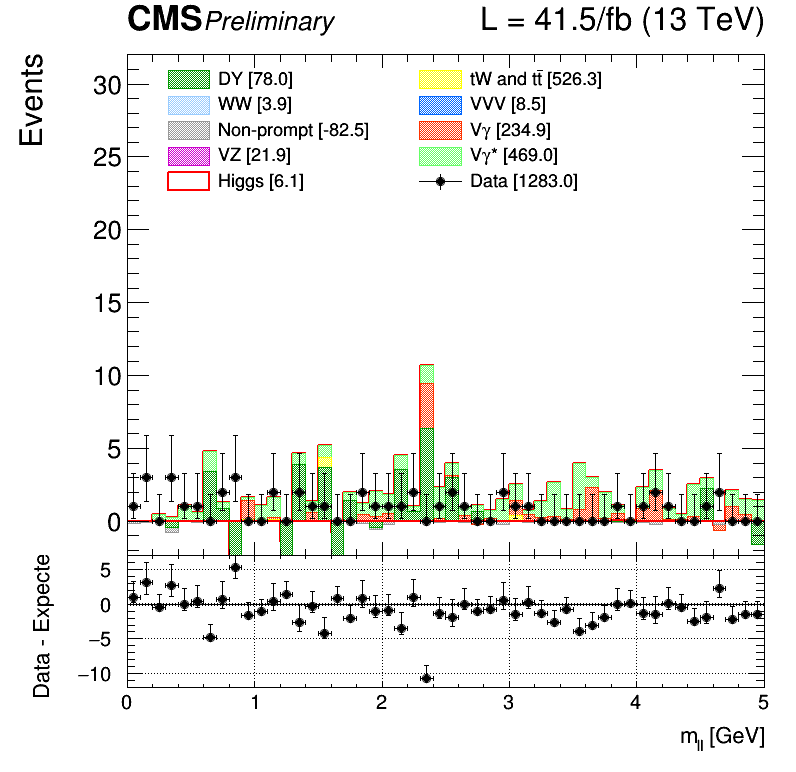 CMS Preliminary L = 41.5/fb (13 TeV)
Events
DY [78.0] tW and tt̄ [526.3]
WW [3.9] VVV [8.5]
Non-prompt [-82.5] Vγ [234.9]
VZ [21.9] Vγ* [469.0]
Higgs [6.1] Data [1283.0]
30
25
20
15
10
5
0
Data - Expecte
5
0
−5
−10
0 1 2 3 4 5
m_ll [GeV]